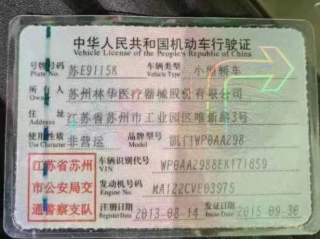 中华人民共和国机动车行驶证
Vehicle License of the People's Republic of China
号牌号码 苏E9115K 车辆类型 小型轿车
Plate No. Vehicle Type
所有人 苏州林华医疗器械股份有限公司
Owner
住址 江苏省苏州市工业园区唯新路3号
Address
使用性质 非营运 品牌型号
Use Character Model
江苏省苏州
市公安局交
通警察支队
车辆识别代号
VIN
发动机号码
Engine No.
注册日期 2013-08-14 发证日期 2015-09-30
Register Date Issue Date